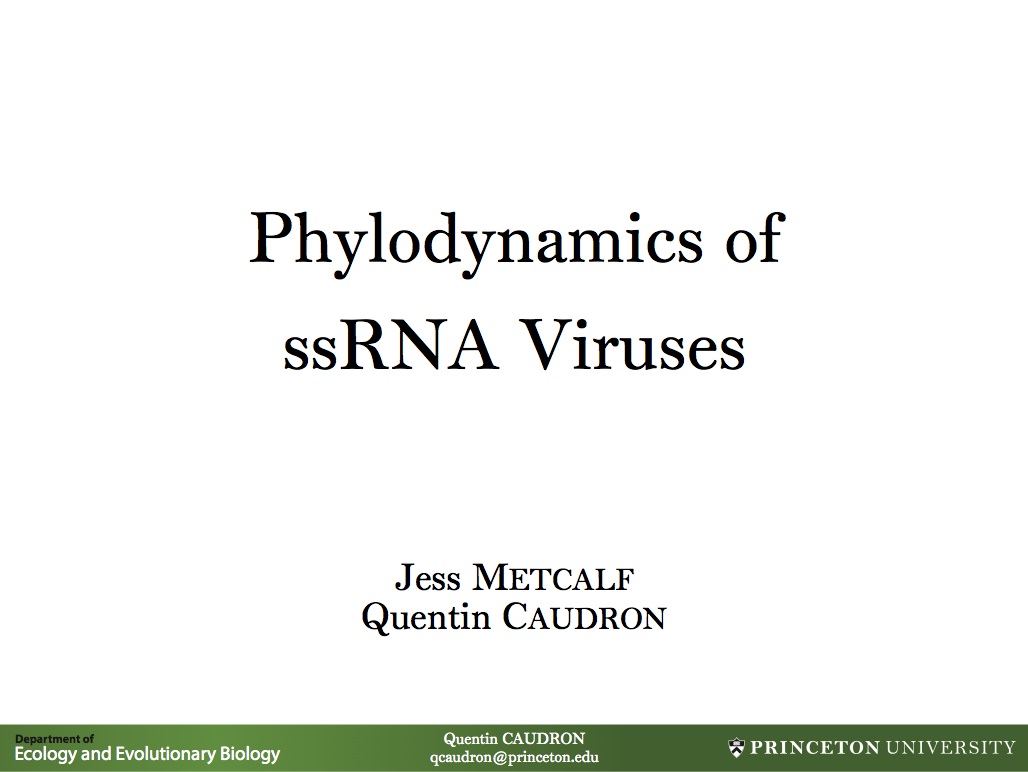 Phylodynamics of
ssRNA Viruses
Jess METCALF
Quentin CAUDRON
Department of
Ecology and Evolutionary Biology
Quentin CAUDRON
qcaudron@princeton.edu
PRINCETON UNIVERSITY